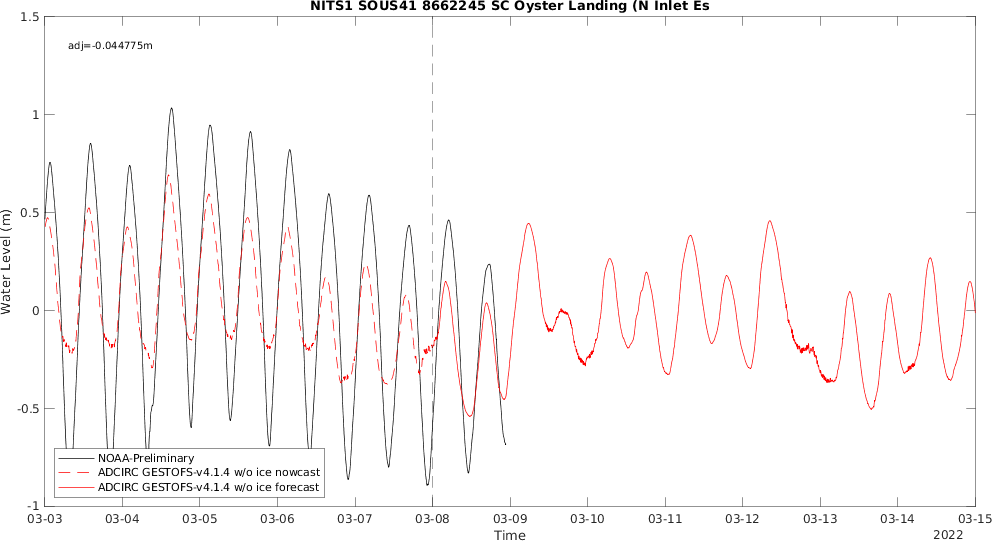 NITS1 SOUS41 8662245 SC Oyster Landing (N Inlet Es
adj=-0.044775m
Water Level (m)
1.5
1
0.5
0
-0.5
-1
NOAA-Preliminary
ADCIRC GESTOFS-v4.1.4 w/o ice nowcast
ADCIRC GESTOFS-v4.1.4 w/o ice forecast
03-03 03-04 03-05 03-06 03-07 03-08 03-09 03-10 03-11 03-12 03-13 03-14 03-15
Time
2022